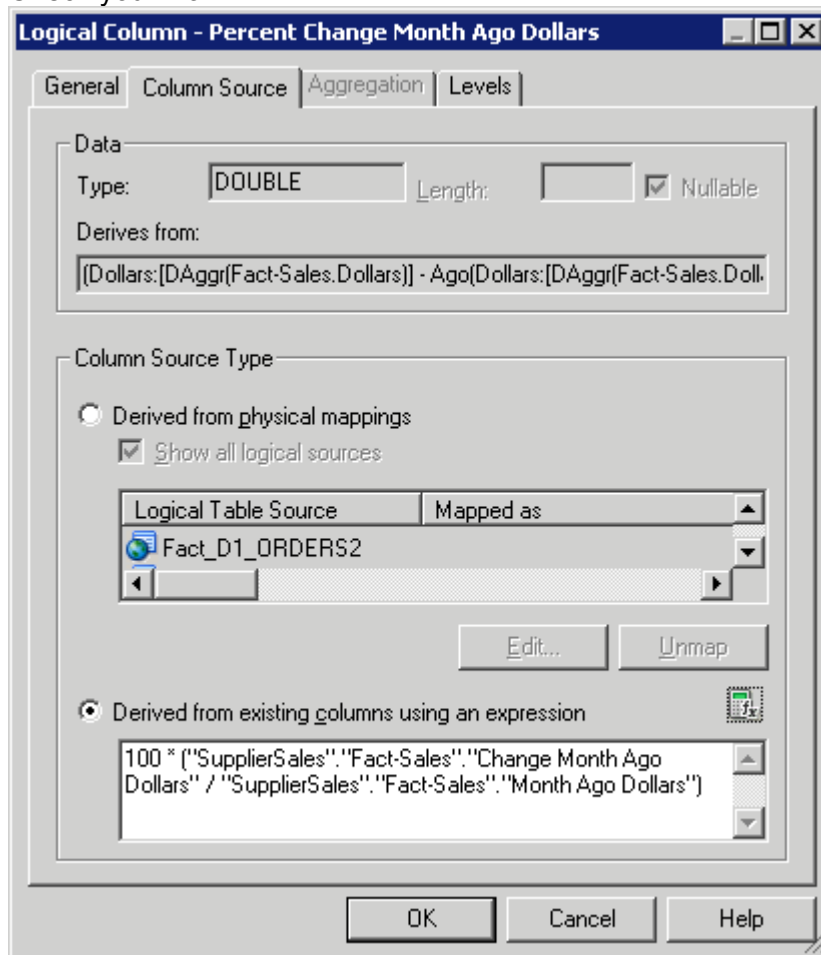 Logical Column - Percent Change Month Ago Dollars
General Column Source Aggregation Levels
Data
Type: DOUBLE Length: Nullable
Derives from:
(Dollars:[DAggr(Fact-Sales.Dollars)] - Ago(Dollars:[DAggr(Fact-Sales.Doll
Column Source Type
Derived from physical mappings
Show all logical sources
Logical Table Source Mapped as
Fact_D1_ORDERS2
Edit... Unmap
Derived from existing columns using an expression
100 * ("SupplierSales"."Fact-Sales"."Change Month Ago
Dollars" / "SupplierSales"."Fact-Sales"."Month Ago Dollars")
OK Cancel Help